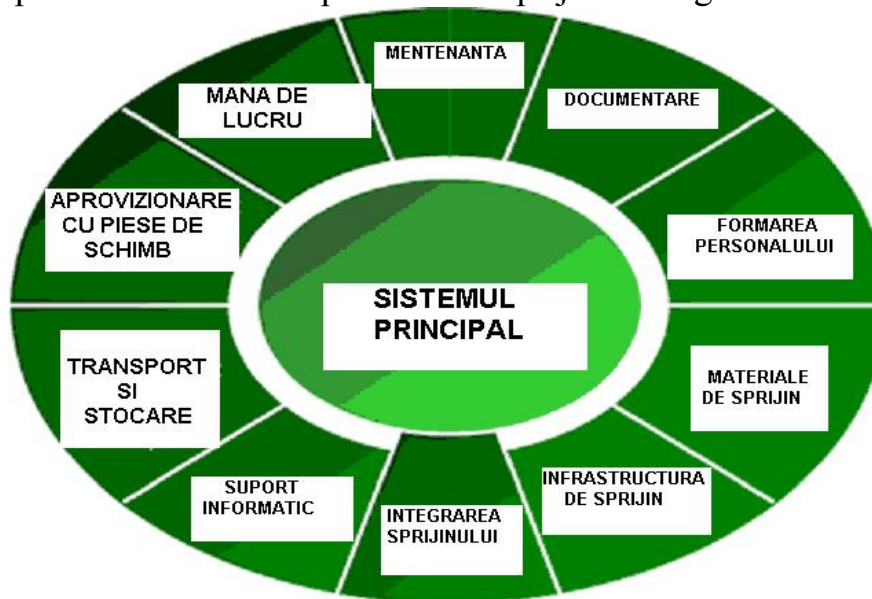 MENTENANTA
DOCUMENTARE
FORMAREA
PERSONALULUI
MATERIALE
DE SPRIJIN
INFRASTRUCTURA
DE SPRIJIN
INTEGRAREA
SPRIJINULUI
SUPORT
INFORMATIC
TRANSPORT
SI
STOCARE
APROVIZIONARE
CU PIESE DE
SCHIMB
MANA DE
LUCRU
SISTEMUL
PRINCIPAL